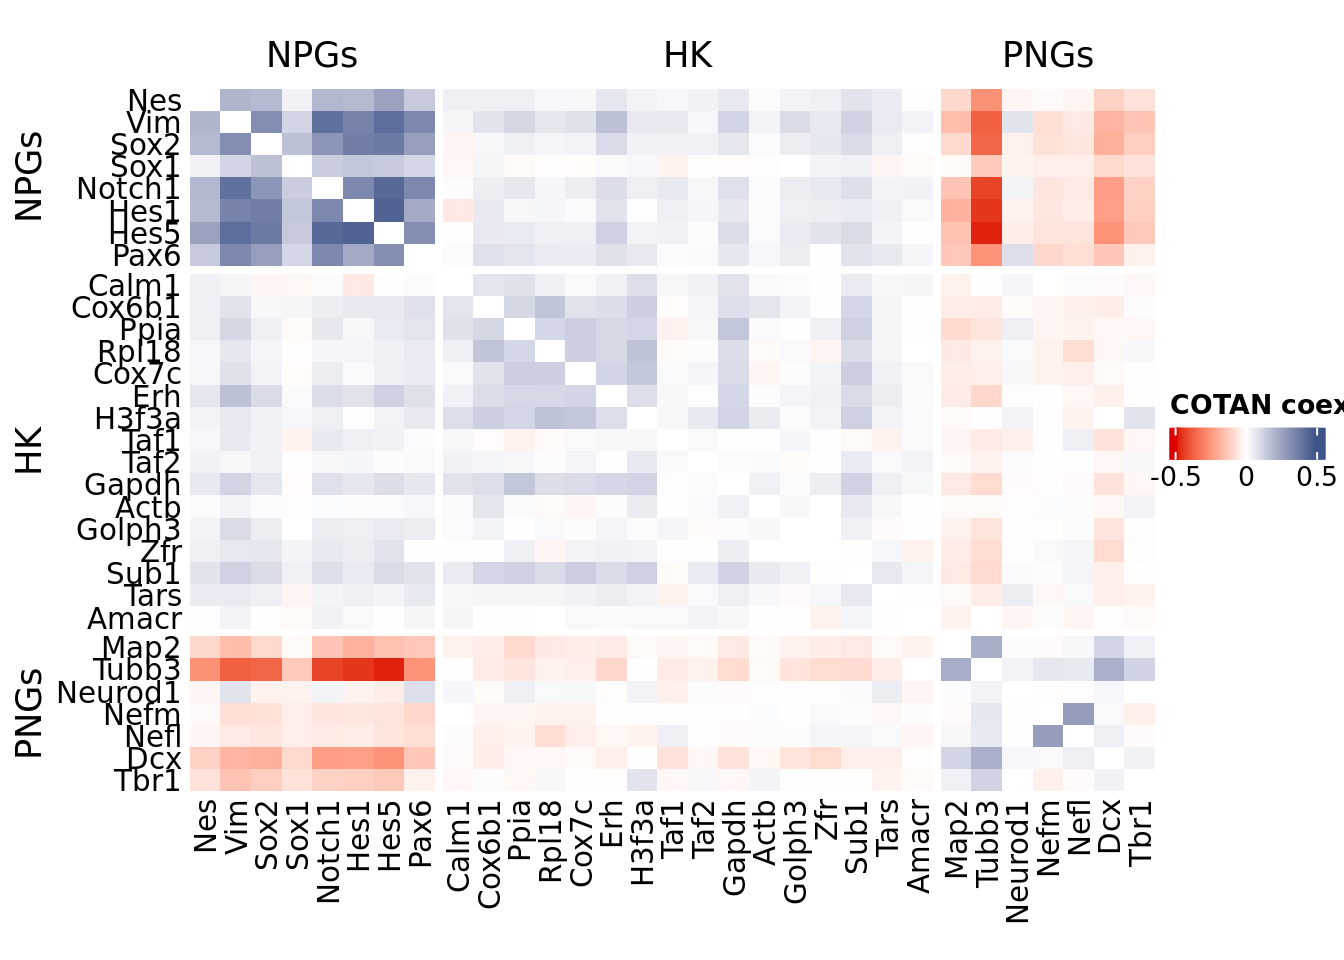 NPGs HK PNGs
NPGs
Nes
Vim
Sox2
Sox1
Notch1
Hes1
Hes5
Pax6
HK
Calm1
Cox6b1
Ppia
Rpl18
Cox7c
Erh
H3f3a
Taf1
Taf2
Gapdh
Actb
Golph3
Zfr
Sub1
Tars
Amacr
PNGs
Map2
Tubb3
Neurod1
Nefm
Nefl
Dcx
Tbr1
Nes Vim Sox2 Sox1 Notch1 Hes1 Hes5 Pax6 Calm1 Cox6b1 Ppia Rpl18 Cox7c Erh H3f3a Taf1 Taf2 Gapdh Actb Golph3 Zfr Sub1 Tars Amacr Map2 Tubb3 Neurod1 Nefm Nefl Dcx Tbr1
COTAN coex
-0.5 0 0.5